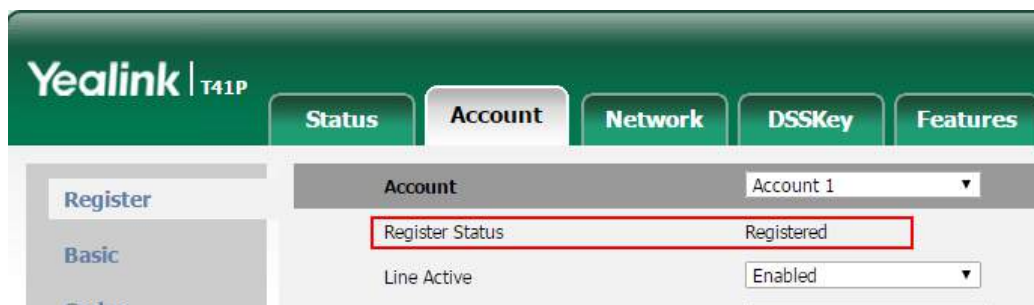 Yealink T41P
Status Account Network DSSKey Features
Register
Account Account 1
Register Status Registered
Basic
Line Active Enabled